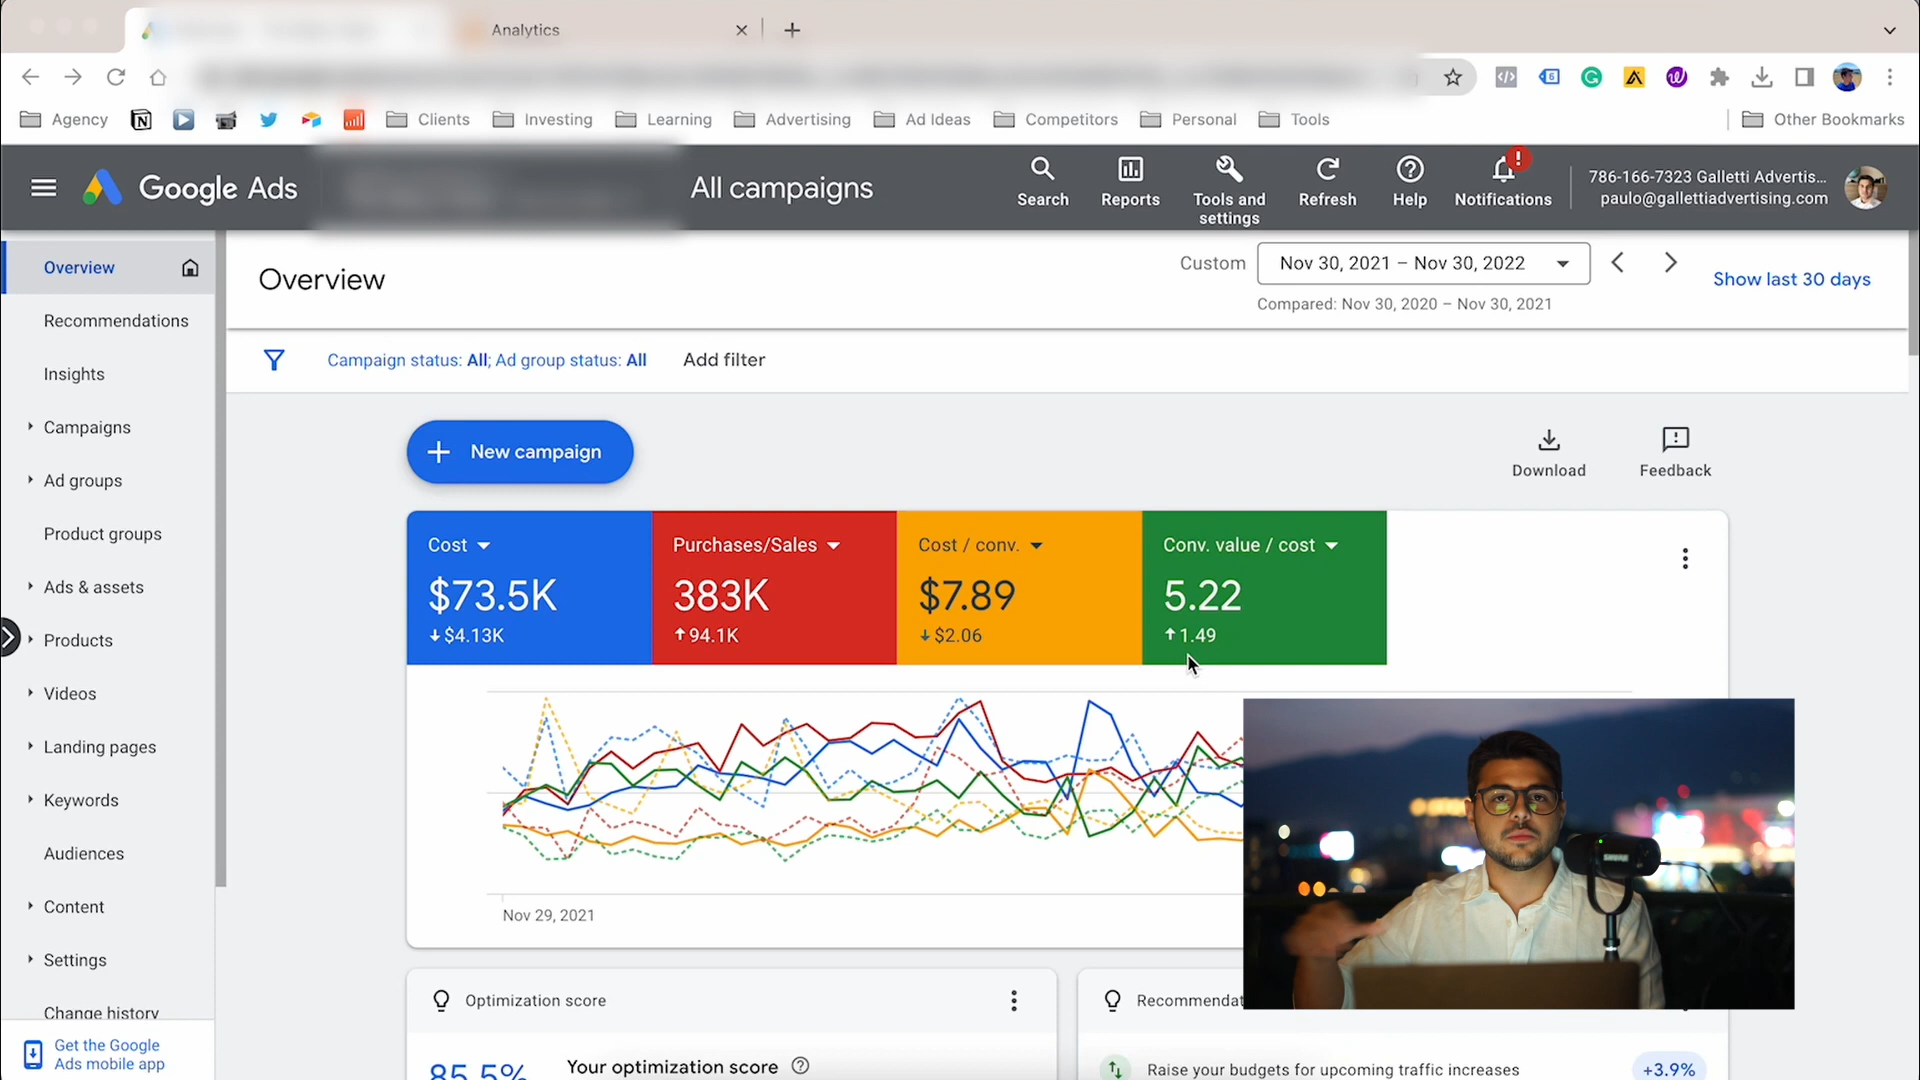 Analytics
Agency
Clients
Investing
Learning
Advertising
Ad Ideas
Competitors
Personal
Tools
Other Bookmarks
Google Ads
All campaigns
Search
Reports
Tools and
settings
Refresh
Help
Notifications
786-166-7323 Galletti Advertis...
paulo@gallettiadvertising.com
Overview
Recommendations
Insights
Campaigns
Ad groups
Product groups
Ads & assets
Products
Videos
Landing pages
Keywords
Audiences
Content
Settings
Change history
Get the Google
Ads mobile app
Overview
Custom
Nov 30, 2021 – Nov 30, 2022
Compared: Nov 30, 2020 – Nov 30, 2021
Show last 30 days
Campaign status: All; Ad group status: All
Add filter
New campaign
Download
Feedback
Cost
$73.5K
$4.13K
Purchases/Sales
383K
94.1K
Cost / conv.
$7.89
$2.06
Conv. value / cost
5.22
1.49
Nov 29, 2021
Optimization score
85.5%
Your optimization score
Raise your budgets for upcoming traffic increases
+3.9%